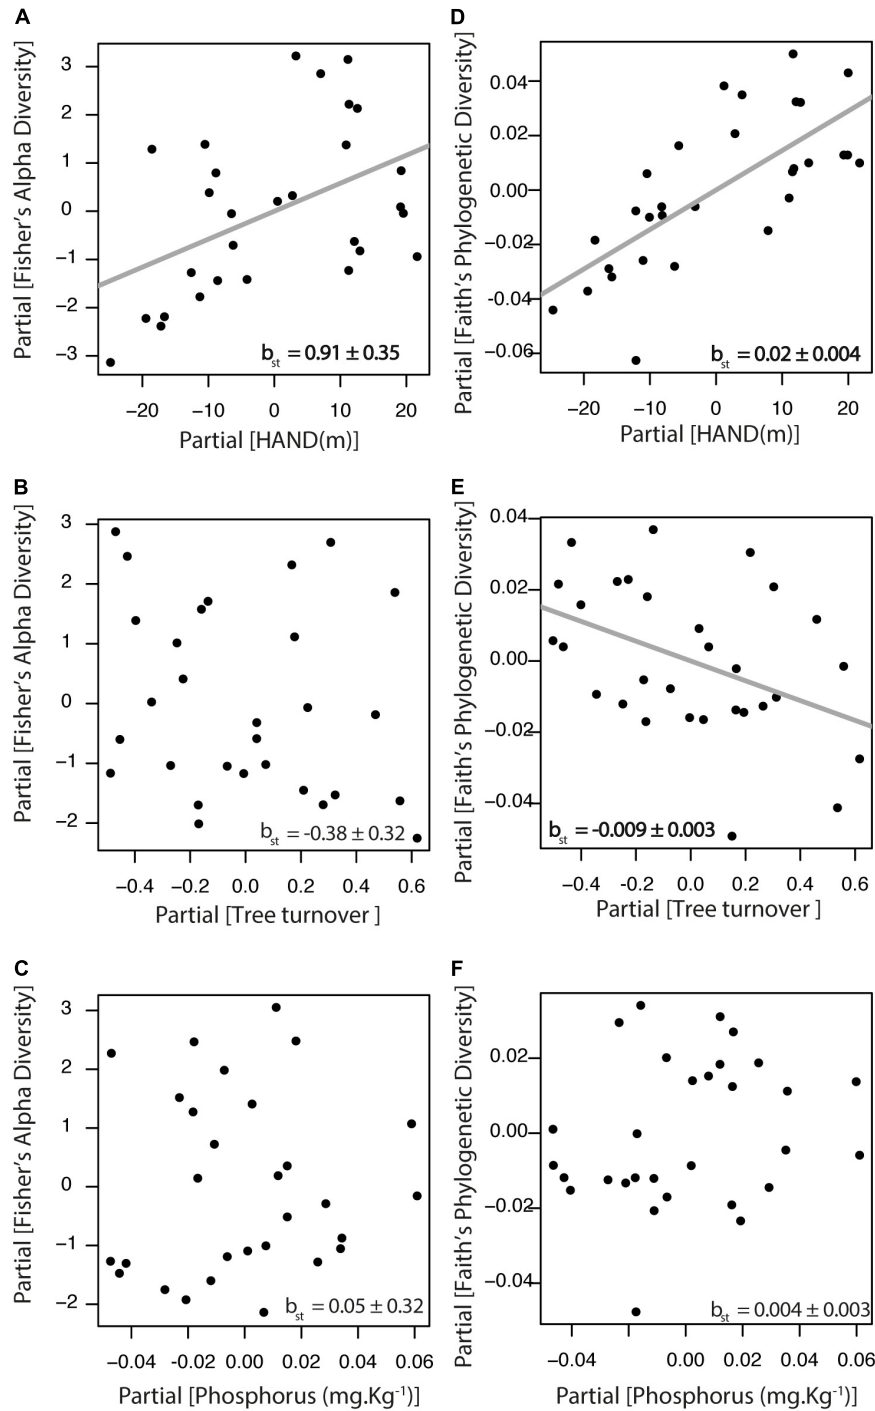 A
Partial [Fisher's Alpha Diversity]
3
2
1
0
−1
−2
−3
b st = 0.91 ± 0.35
−20 −10 0 10 20
Partial [HAND(m)]
D
Partial [Faith's Phylogenetic Diversity]
0.04
0.02
0.00
−0.02
-0.04
−0.06
b st = 0.02 ± 0.004
−20 −10 0 10 20
Partial [HAND(m)]
B
Partial [Fisher's Alpha Diversity]
3
2
1
0
−1
−2
b st = -0.38 ± 0.32
−0.4 -0.2 0.0 0.2 0.4 0.6
Partial [Tree turnover ]
E
Partial [Faith's Phylogenetic Diversity]
0.04
0.02
0.00
−0.02
−0.04
b st = -0.009 ± 0.003
−0.4 -0.2 0.0 0.2 0.4 0.6
Partial [Tree turnover ]
C
Partial [Fisher's Alpha Diversity]
3
2
1
0
−1
−2
b st = 0.05 ± 0.32
−0.04 -0.02 0.00 0.02 0.04 0.06
Partial [Phosphorus (mg.Kg-1)]
F
Partial [Faith's Phylogenetic Diversity]
0.02
0.00
−0.02
−0.04
b st = 0.004 ± 0.003
−0.04 0.00 0.02 0.04 0.06
Partial [Phosphorus (mg.Kg-1)]